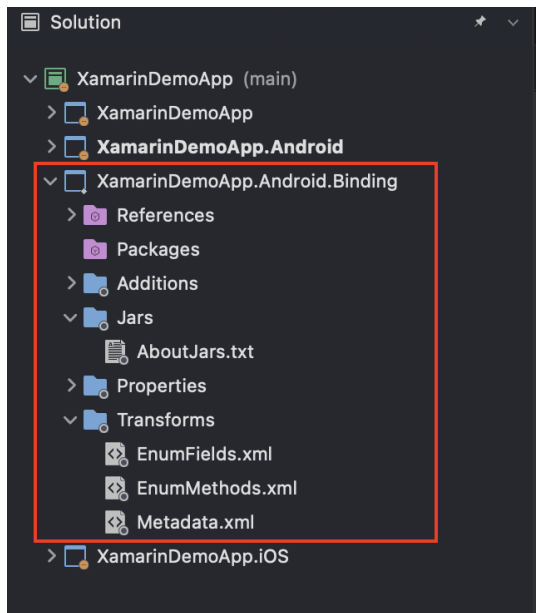 Solution
XamarinDemoApp (main)
XamarinDemoApp
XamarinDemoApp.Android
XamarinDemoApp.Android.Binding
References
Packages
Additions
Jars
AboutJars.txt
Properties
Transforms
EnumFields.xml
EnumMethods.xml
Metadata.xml
XamarinDemoApp.iOS